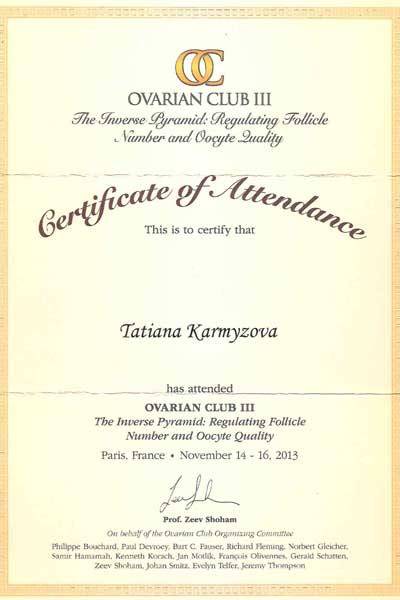 OC
OVARIAN CLUB III
The Inverse Pyramid: Regulating Follicle
Number and Oocyte Quality
Certificate of Attendance
This is to certify that
Tatiana Karmyzova
has attended
OVARIAN CLUB III
The Inverse Pyramid: Regulating Follicle
Number and Oocyte Quality
Paris, France • November 14 - 16, 2013
Prof. Zeev Shoham
On behalf of the Ovarian Club Organizing Committee
Philippe Bouchard, Paul Devroey, Bart C. Fauser, Richard Fleming, Norbert Gleicher,
Samir Hamamah, Kenneth Korach, Jan Motlik, François Olivennes, Gerald Schatten,
Zeev Shoham, Johan Smitz, Evelyn Telfer, Jeremy Thompson